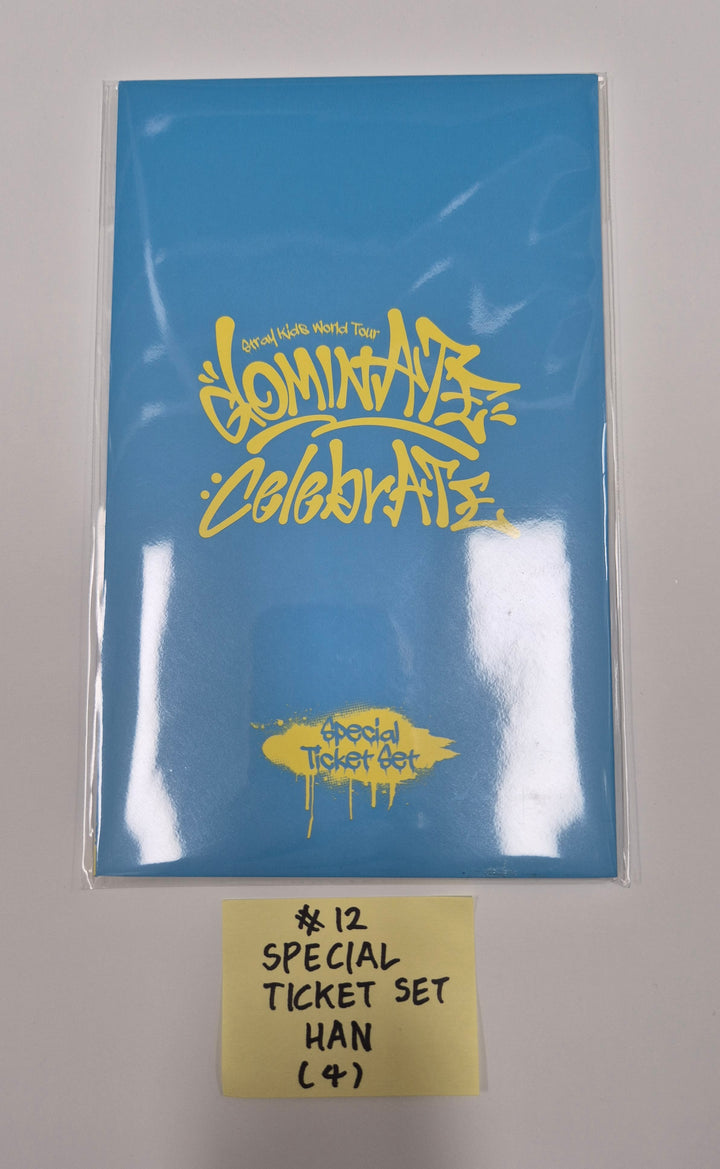 Stray Kids World Tour
dominATE
celebrATE
Special
Ticket Set
#12
SPECIAL
TICKET SET
HAN
(4)